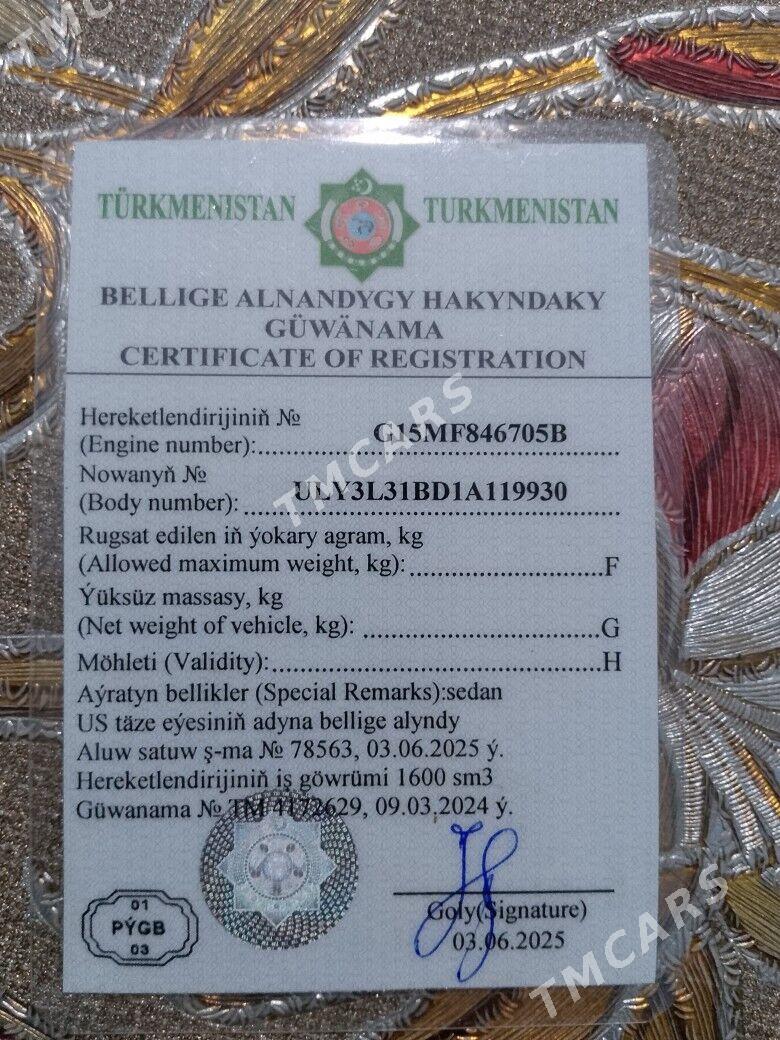 TÜRKMENISTAN TURKMENISTAN
BELLIGE ALNANDYGY HAKYNDAKY
GÜWÄNAMA
CERTIFICATE OF REGISTRATION
Hereketlendirijiniň №
(Engine number):..... G15MF846705B
Nowanyň №
(Body number): ..... ULY3L31BD1A119930
Rugsat edilen iň ýokary agram, kg
(Allowed maximum weight, kg): .....F
Ýüksüz massasy, kg
(Net weight of vehicle, kg): .....G
Möhleti (Validity):.....H
Aýratyn bellikler (Special Remarks):sedan
US täze eýesiniň adyna bellige alyndy
Aluw satuw ş-ma № 78563, 03.06.2025 ý.
Hereketlendirijiniň iş göwrümi 1600 sm3
Güwanama № TM 4172629, 09.03.2024 ý.
01
PÝGB
03
Goly(Signature)
03.06.2025
TMCARS
TMCARS
TMCARS